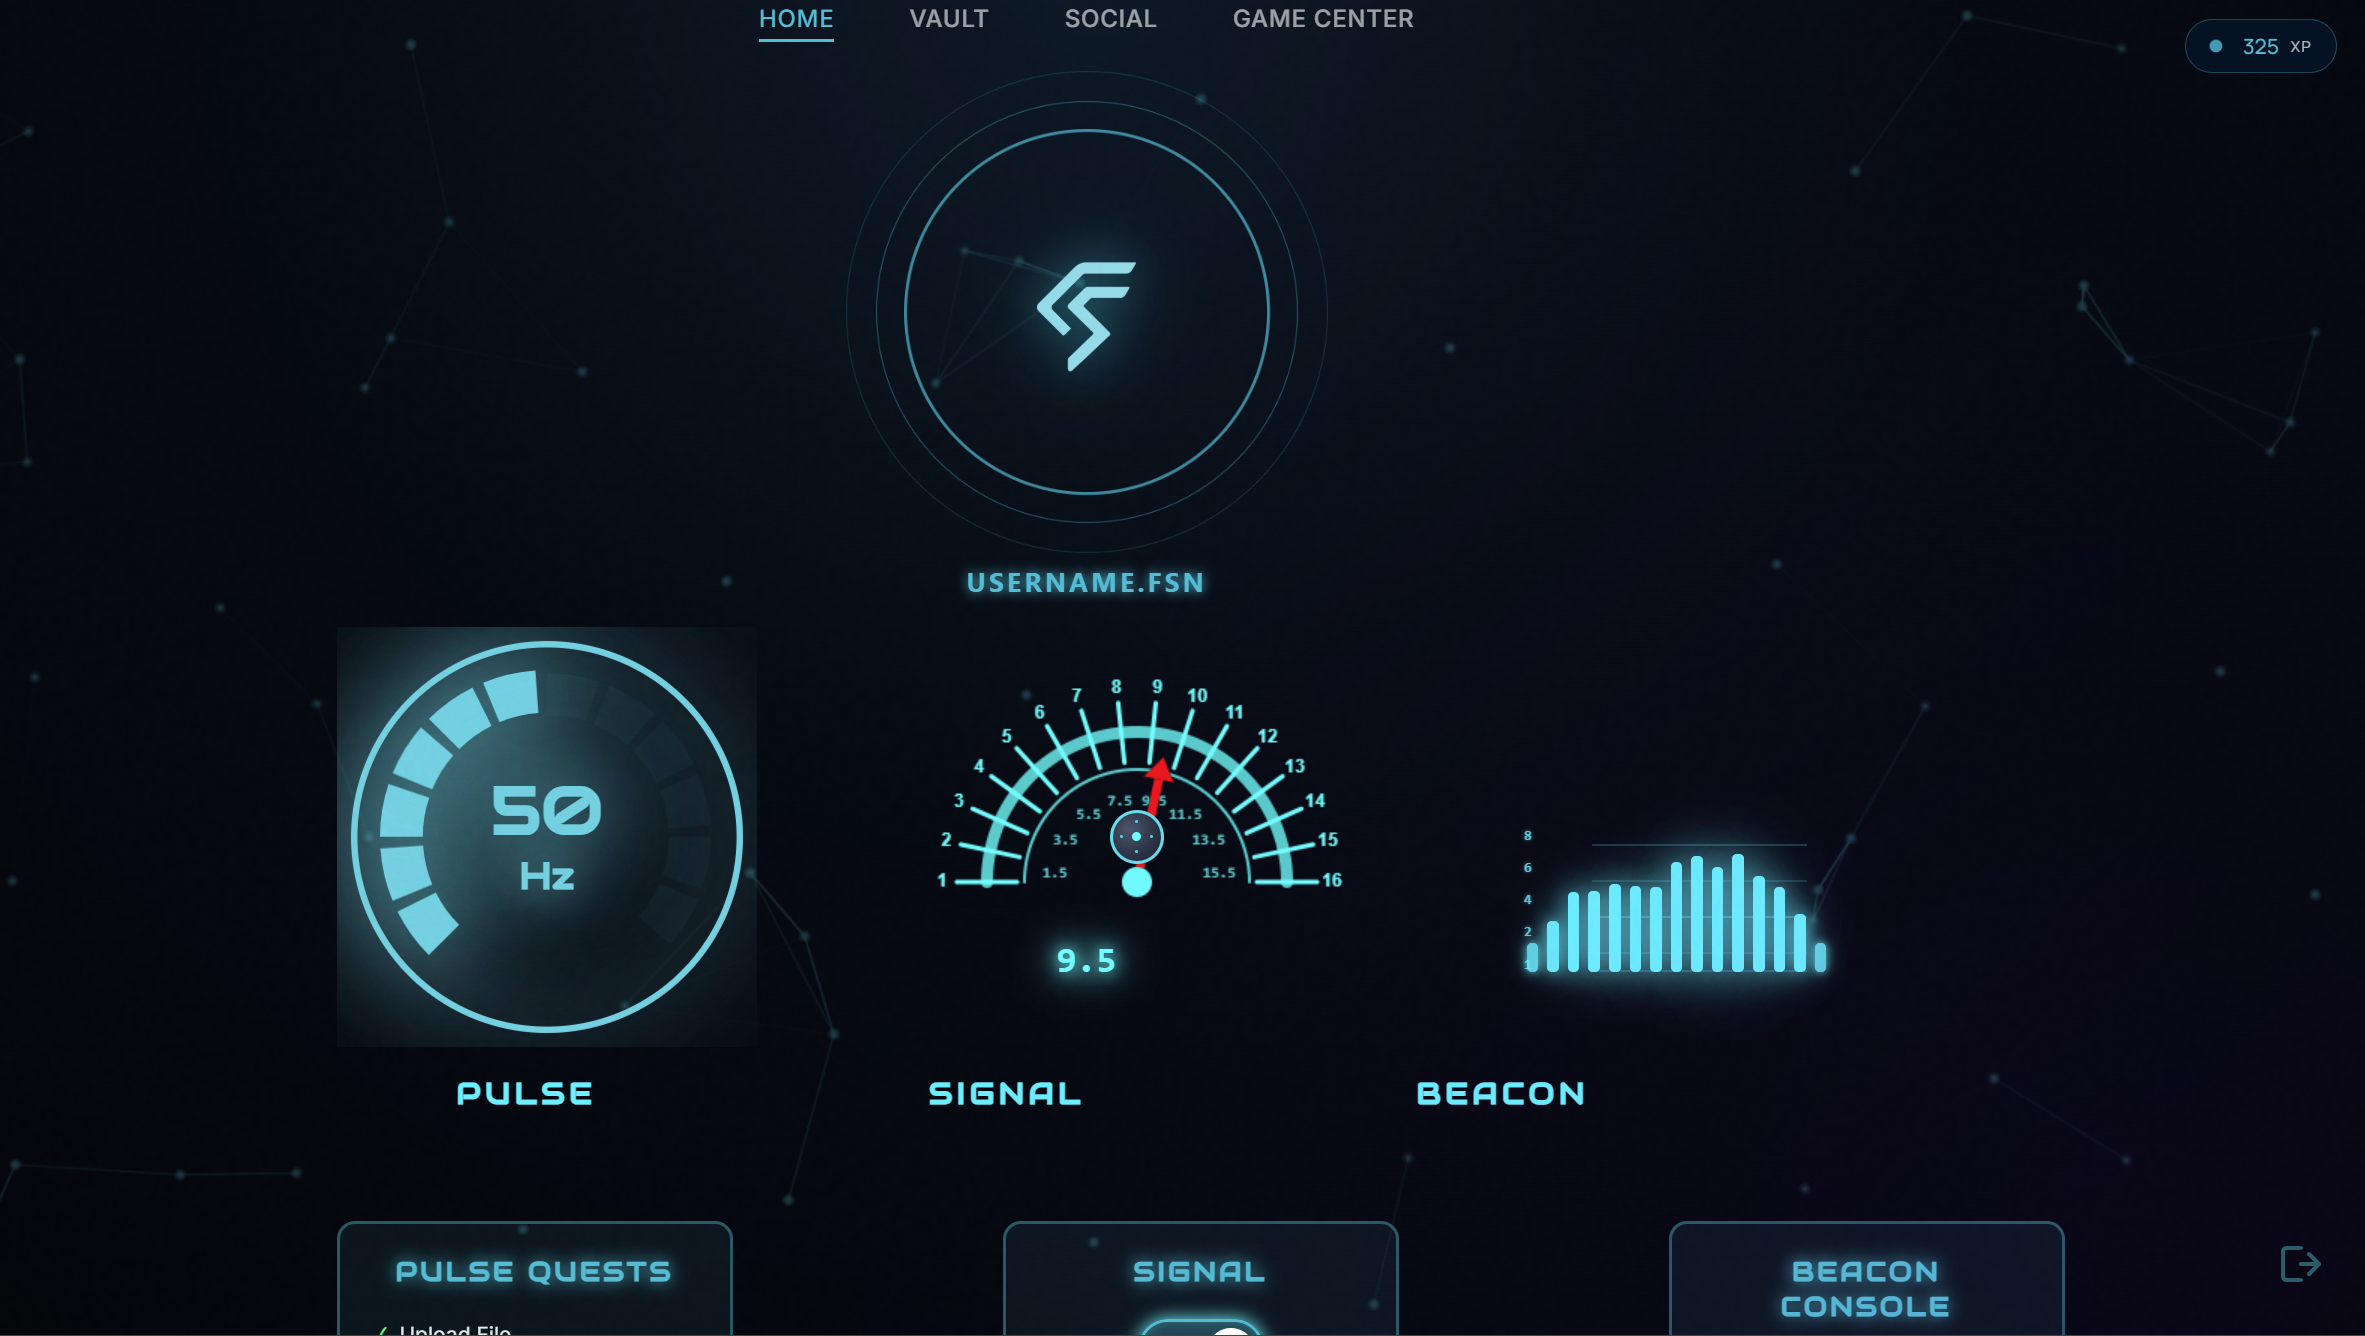 HOME VAULT SOCIAL GAME CENTER
325 XP
USERNAME.FSN
50
Hz
1 2 3 4 5 6 7 8 9 10 11 12 13 14 15 16
1.5 3.5 5.5 7.5 9.5 11.5 13.5 15.5
9.5
8
6
4
2
PULSE SIGNAL BEACON
PULSE QUESTS
✓ Upload File
SIGNAL
BEACON
CONSOLE